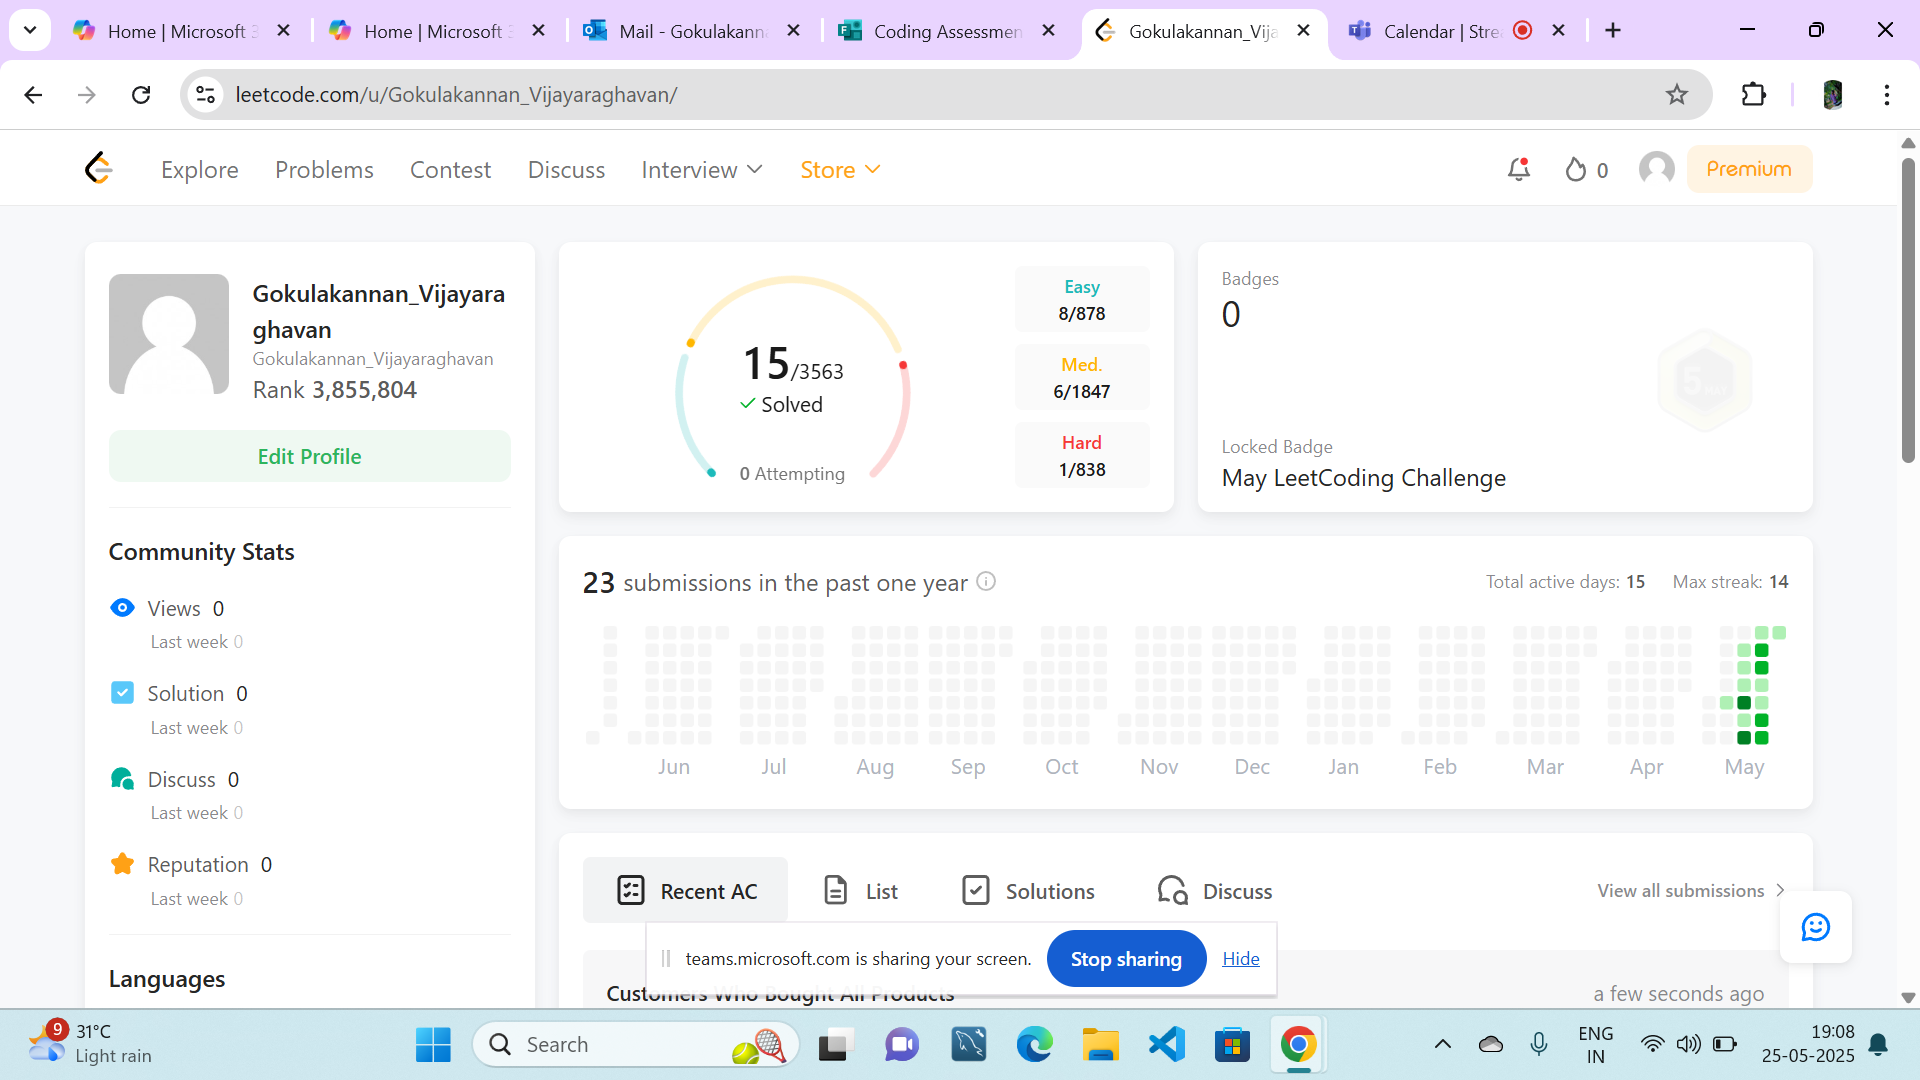 Home | Microsoft 3
Home | Microsoft 3
Mail - Gokulakann
Coding Assessmen
Gokulakannan_Vija
Calendar | Stre
leetcode.com/u/Gokulakannan_Vijayaraghavan/
Explore
Problems
Contest
Discuss
Interview
Store
0
Premium
Gokulakannan_Vijayara
ghavan
Gokulakannan_Vijayaraghavan
Rank 3,855,804
Edit Profile
Community Stats
Views 0
Last week 0
Solution 0
Last week 0
Discuss 0
Last week 0
Reputation 0
Last week 0
Languages
15/3563
Solved
0 Attempting
Easy
8/878
Med.
6/1847
Hard
1/838
Badges
0
Locked Badge
May LeetCoding Challenge
23 submissions in the past one year
Total active days: 15
Max streak: 14
Jun
Jul
Aug
Sep
Oct
Nov
Dec
Jan
Feb
Mar
Apr
May
Recent AC
List
Solutions
Discuss
View all submissions
teams.microsoft.com is sharing your screen.
Stop sharing
Hide
Customers Who Bought All Products
a few seconds ago
9
31°C
Light rain
Search
ENG
IN
19:08
25-05-2025